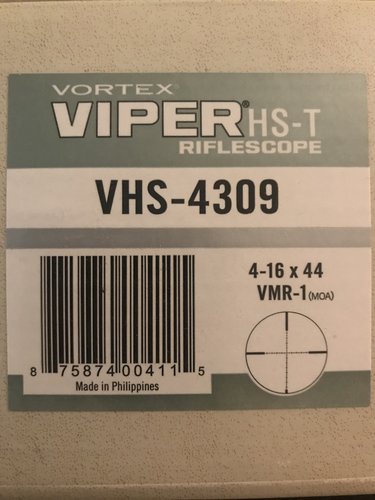 VORTEX®
VIPER® HS-T
RIFLESCOPE
VHS-4309
4-16 x 44
VMR-1 (MOA)
8 75874 00411 5
Made in Philippines